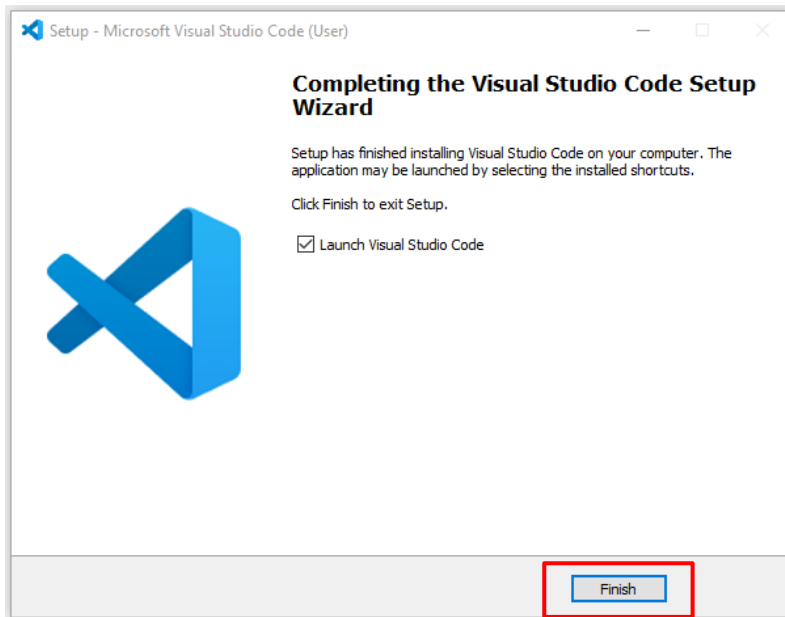 Setup - Microsoft Visual Studio Code (User)
Completing the Visual Studio Code Setup
Wizard
Setup has finished installing Visual Studio Code on your computer. The
application may be launched by selecting the installed shortcuts.
Click Finish to exit Setup.
Launch Visual Studio Code
Finish